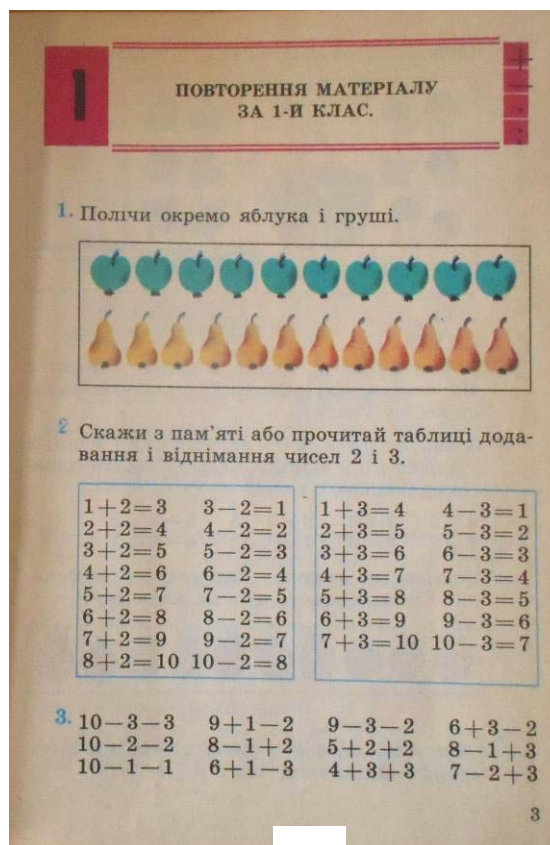 1
ПОВТОРЕННЯ МАТЕРІАЛУ
ЗА 1-Й КЛАС.
1. Полічи окремо яблука і груші.
2 Скажи з пам’яті або прочитай таблиці дода-
вання і віднімання чисел 2 і 3.
1+2=3 3−2=1 1+3=4 4−3=1
2+2=4 4−2=2 2+3=5 5−3=2
3+2=5 5−2=3 3+3=6 6−3=3
4+2=6 6−2=4 4+3=7 7−3=4
5+2=7 7−2=5 5+3=8 8−3=5
6+2=8 8−2=6 6+3=9 9−3=6
7+2=9 9−2=7 7+3=10 10−3=7
8+2=10 10−2=8
3. 10−3−3 9+1−2 9−3−2 6+3−2
10−2−2 8−1+2 5+2+2 8−1+3
10−1−1 6+1−3 4+3+3 7−2+3
3